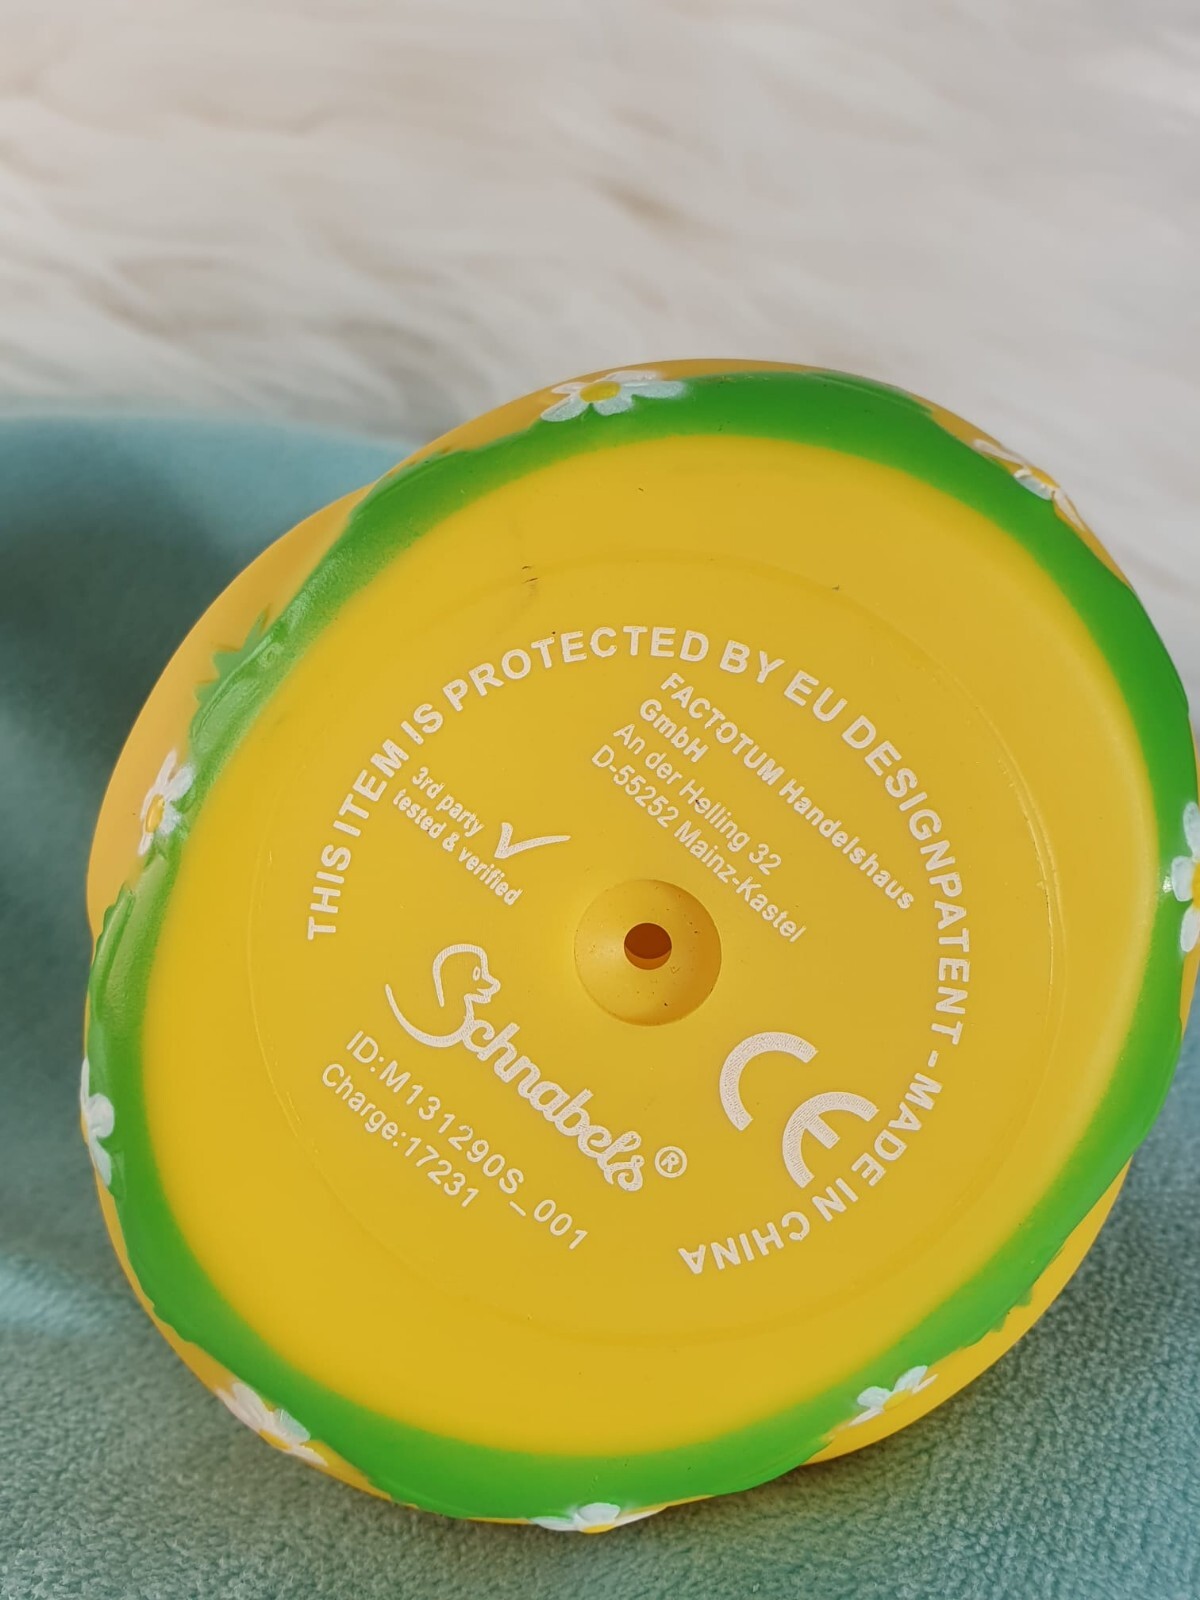 THIS ITEM IS PROTECTED BY EU DESIGNPATENT - MADE IN CHINA
FACTOTUM Handelshaus
GmbH
An der Helling 32
D-55252 Mainz-Kastel
3rd party
tested & verified
Schnabels®
CE
ID:M131290S_001
Charge:17231